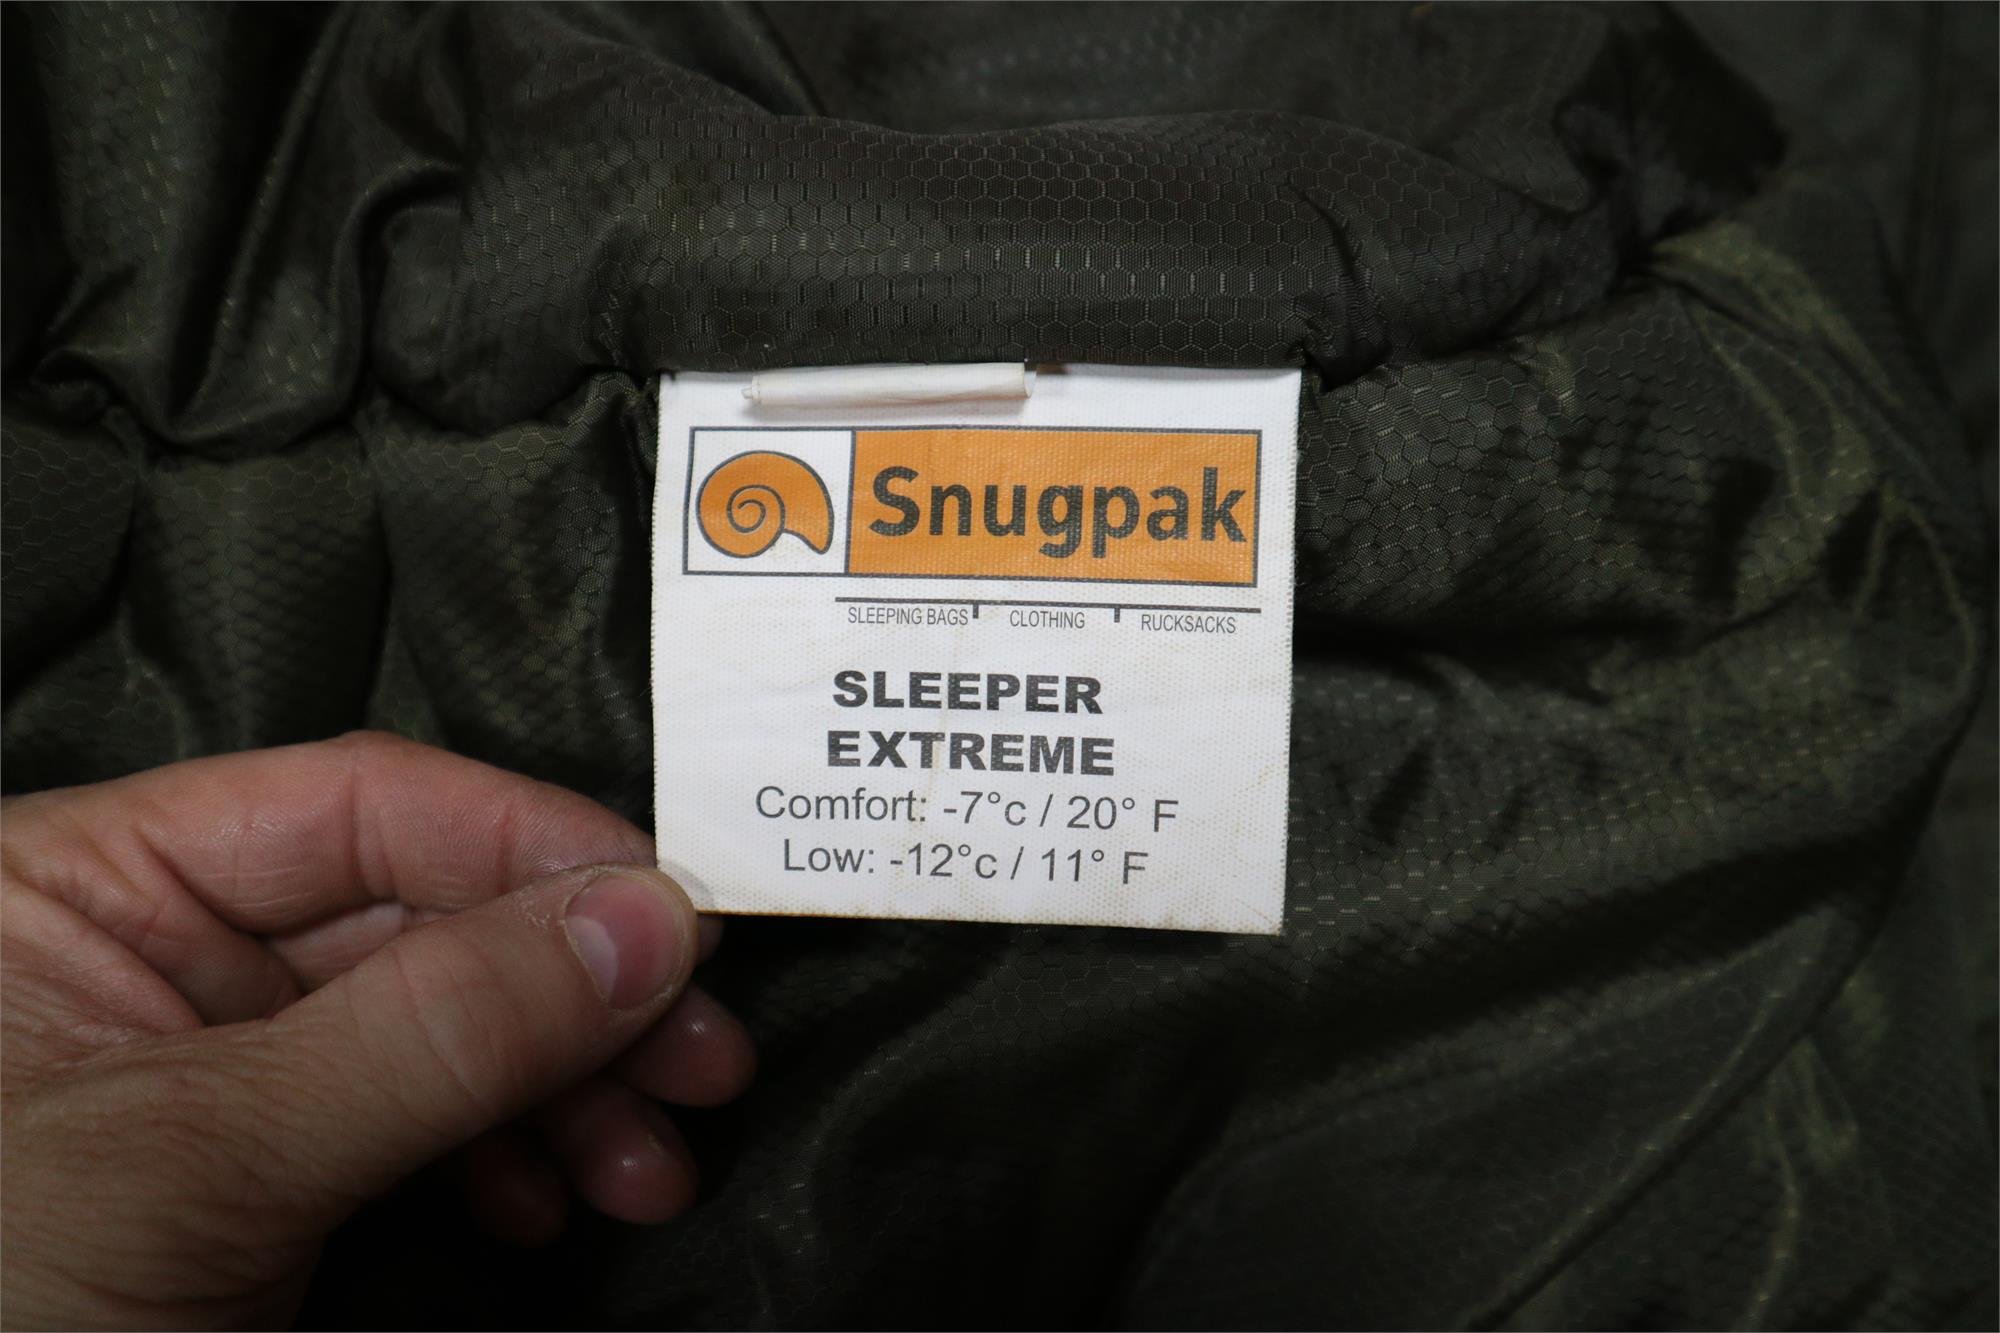 Snugpak
SLEEPING BAGS CLOTHING RUCKSACKS
SLEEPER
EXTREME
Comfort: -7°c / 20° F
Low: -12°c / 11° F